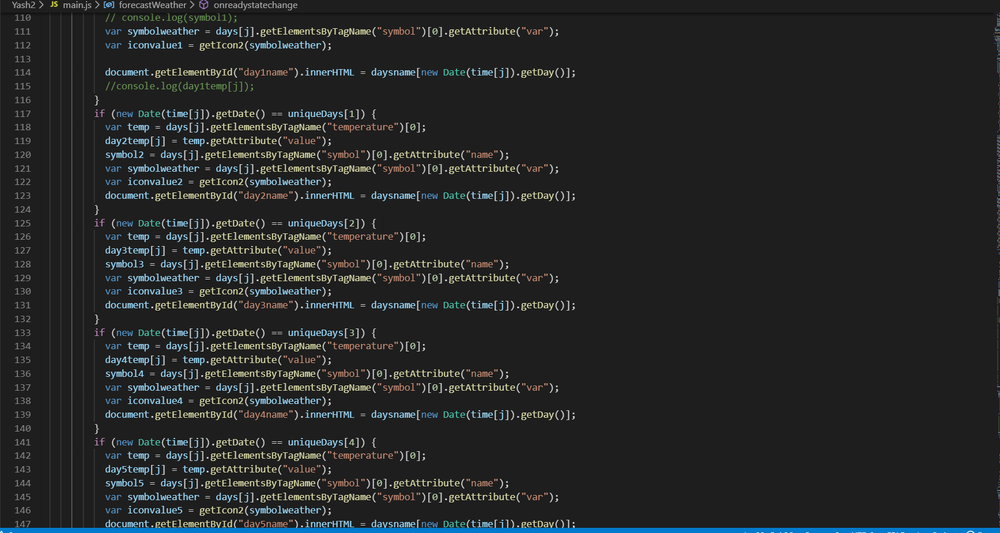 Yash2 > JS main.js > forecastWeather > onreadystatechange
110 // console.log(symbol1);
111 var symbolweather = days[j].getElementsByTagName("symbol")[0].getAttribute("var");
112 var iconvalue1 = getIcon2(symbolweather);
113
114 document.getElementById("day1name").innerHTML = daysname[new Date(time[j]).getDay()];
115 //console.log(day1temp[j]);
116 }
117 if (new Date(time[j]).getDate() == uniqueDays[1]) {
118 var temp = days[j].getElementsByTagName("temperature")[0];
119 day2temp[j] = temp.getAttribute("value");
120 symbol2 = days[j].getElementsByTagName("symbol")[0].getAttribute("name");
121 var symbolweather = days[j].getElementsByTagName("symbol")[0].getAttribute("var");
122 var iconvalue2 = getIcon2(symbolweather);
123 document.getElementById("day2name").innerHTML = daysname[new Date(time[j]).getDay()];
124 }
125 if (new Date(time[j]).getDate() == uniqueDays[2]) {
126 var temp = days[j].getElementsByTagName("temperature")[0];
127 day3temp[j] = temp.getAttribute("value");
128 symbol3 = days[j].getElementsByTagName("symbol")[0].getAttribute("name");
129 var symbolweather = days[j].getElementsByTagName("symbol")[0].getAttribute("var");
130 var iconvalue3 = getIcon2(symbolweather);
131 document.getElementById("day3name").innerHTML = daysname[new Date(time[j]).getDay()];
132 }
133 if (new Date(time[j]).getDate() == uniqueDays[3]) {
134 var temp = days[j].getElementsByTagName("temperature")[0];
135 day4temp[j] = temp.getAttribute("value");
136 symbol4 = days[j].getElementsByTagName("symbol")[0].getAttribute("name");
137 var symbolweather = days[j].getElementsByTagName("symbol")[0].getAttribute("var");
138 var iconvalue4 = getIcon2(symbolweather);
139 document.getElementById("day4name").innerHTML = daysname[new Date(time[j]).getDay()];
140 }
141 if (new Date(time[j]).getDate() == uniqueDays[4]) {
142 var temp = days[j].getElementsByTagName("temperature")[0];
143 day5temp[j] = temp.getAttribute("value");
144 symbol5 = days[j].getElementsByTagName("symbol")[0].getAttribute("name");
145 var symbolweather = days[j].getElementsByTagName("symbol")[0].getAttribute("var");
146 var iconvalue5 = getIcon2(symbolweather);
147 document.getElementById("day5name").innerHTML = daysname[new Date(time[j]).getDay()];